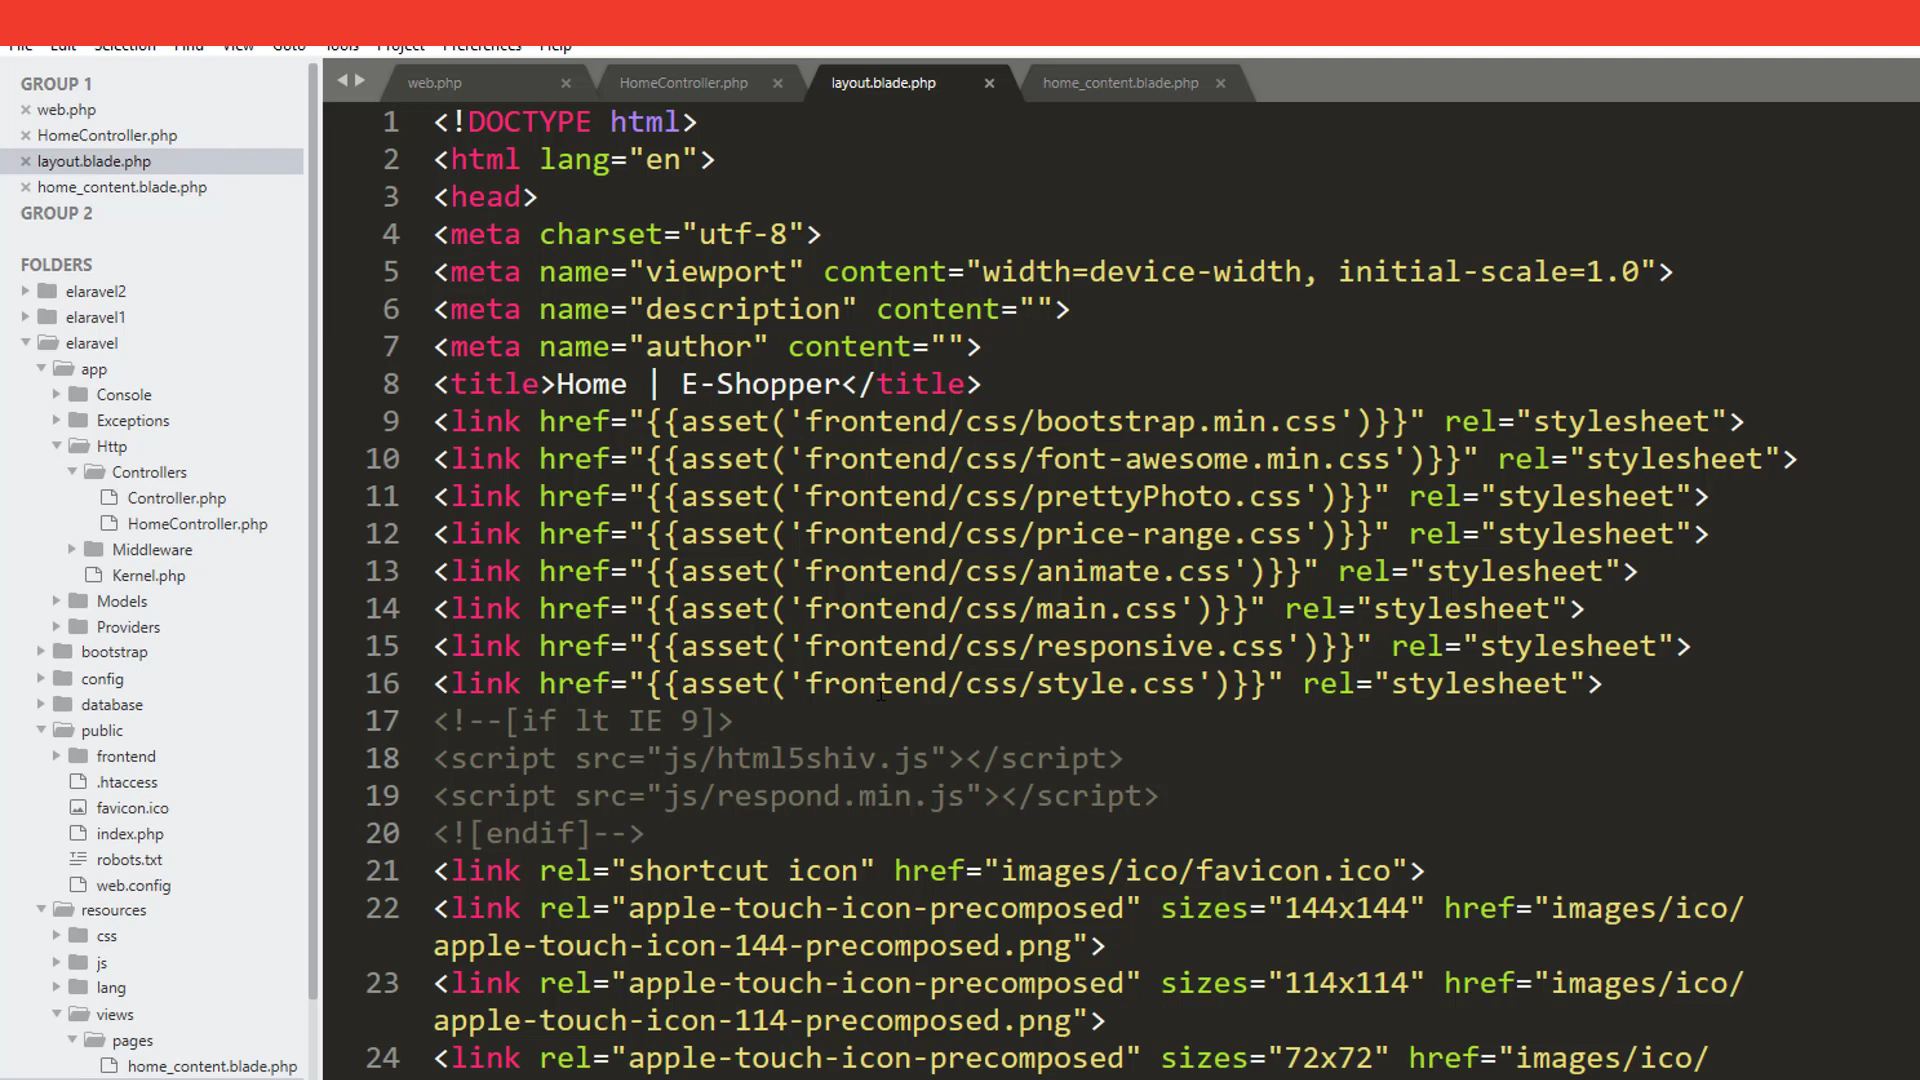 File Edit Selection Find View Goto Tools Project Preferences Help
GROUP 1
web.php
HomeController.php
layout.blade.php
home_content.blade.php
GROUP 2
FOLDERS
elaravel2
elaravel1
elaravel
app
Console
Exceptions
Http
Controllers
Controller.php
HomeController.php
Middleware
Kernel.php
Models
Providers
bootstrap
config
database
public
frontend
.htaccess
favicon.ico
index.php
robots.txt
web.config
resources
css
js
lang
views
pages
home_content.blade.php
web.php HomeController.php layout.blade.php home_content.blade.php
1 <!DOCTYPE html>
2 <html lang="en">
3 <head>
4 <meta charset="utf-8">
5 <meta name="viewport" content="width=device-width, initial-scale=1.0">
6 <meta name="description" content="">
7 <meta name="author" content="">
8 <title>Home | E-Shopper</title>
9 <link href="{{asset('frontend/css/bootstrap.min.css')}}" rel="stylesheet">
10 <link href="{{asset('frontend/css/font-awesome.min.css')}}" rel="stylesheet">
11 <link href="{{asset('frontend/css/prettyPhoto.css')}}" rel="stylesheet">
12 <link href="{{asset('frontend/css/price-range.css')}}" rel="stylesheet">
13 <link href="{{asset('frontend/css/animate.css')}}" rel="stylesheet">
14 <link href="{{asset('frontend/css/main.css')}}" rel="stylesheet">
15 <link href="{{asset('frontend/css/responsive.css')}}" rel="stylesheet">
16 <link href="{{asset('frontend/css/style.css')}}" rel="stylesheet">
17 <!--[if lt IE 9]>
18 <script src="js/html5shiv.js"></script>
19 <script src="js/respond.min.js"></script>
20 <![endif]-->
21 <link rel="shortcut icon" href="images/ico/favicon.ico">
22 <link rel="apple-touch-icon-precomposed" sizes="144x144" href="images/ico/
apple-touch-icon-144-precomposed.png">
23 <link rel="apple-touch-icon-precomposed" sizes="114x114" href="images/ico/
apple-touch-icon-114-precomposed.png">
24 <link rel="apple-touch-icon-precomposed" sizes="72x72" href="images/ico/